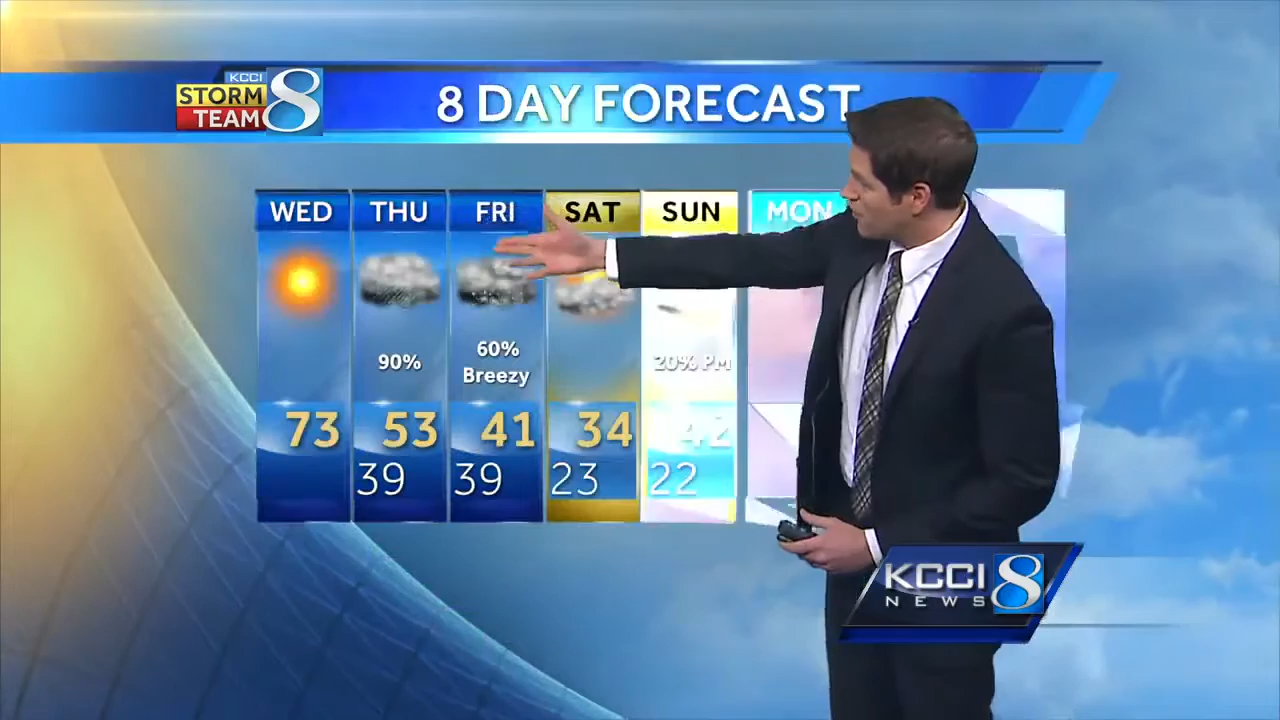 KCCI
STORM
TEAM
8
8 DAY FORECAST
WED THU FRI SAT SUN MON
90% 60% Breezy 20% PM
73 53 41 34 42
39 39 23 22
KCCI 8
NEWS